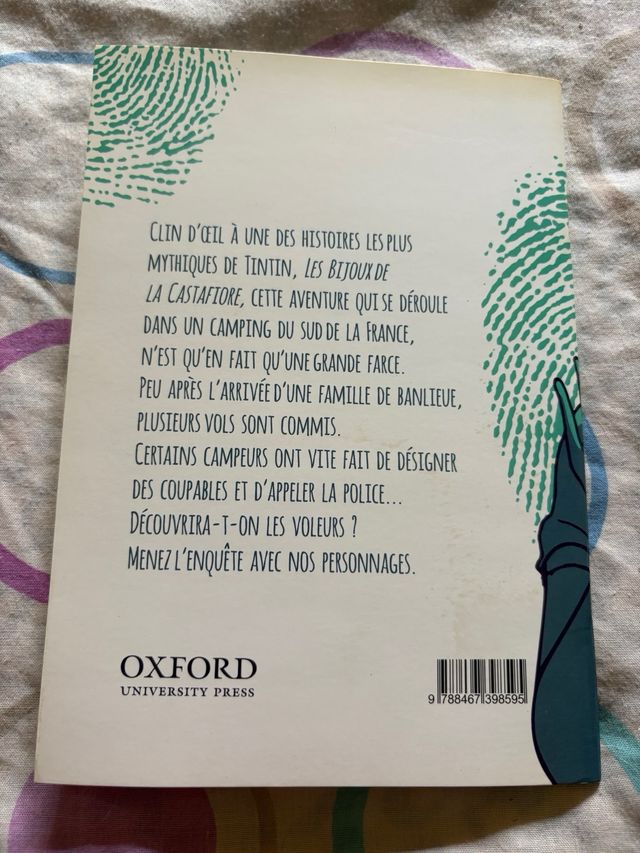 CLIN D'ŒIL À UNE DES HISTOIRES LES PLUS
MYTHIQUES DE TINTIN, LES BIJOUX DE
LA CASTAFIORE, CETTE AVENTURE QUI SE DÉROULE
DANS UN CAMPING DU SUD DE LA FRANCE,
N'EST QU'EN FAIT QU'UNE GRANDE FARCE.
PEU APRÈS L'ARRIVÉE D'UNE FAMILLE DE BANLIEUE,
PLUSIEURS VOLS SONT COMMIS.
CERTAINS CAMPEURS ONT VITE FAIT DE DÉSIGNER
DES COUPABLES ET D'APPELER LA POLICE...
DÉCOUVRIRA-T-ON LES VOLEURS ?
MENEZ L'ENQUÊTE AVEC NOS PERSONNAGES.
OXFORD
UNIVERSITY PRESS
9 788467 398595